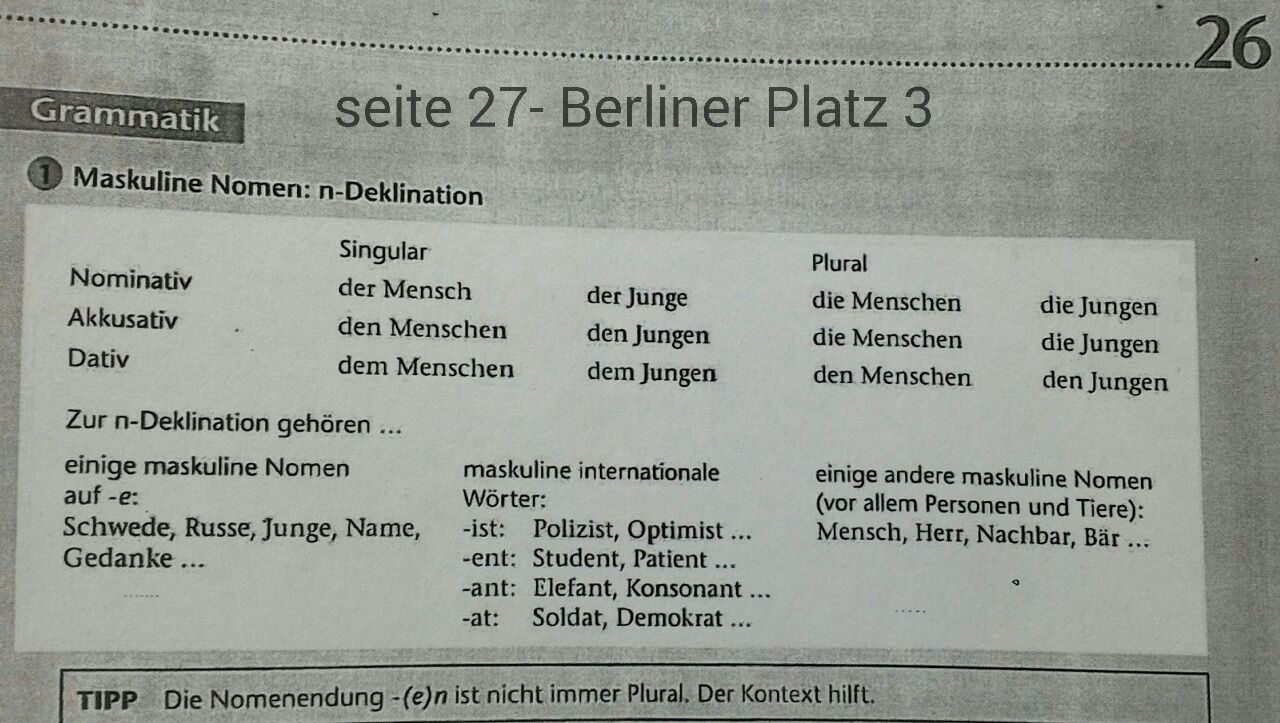 26
Grammatik
seite 27- Berliner Platz 3
1 Maskuline Nomen: n-Deklination
Singular Plural
Nominativ der Mensch der Junge die Menschen die Jungen
Akkusativ den Menschen den Jungen die Menschen die Jungen
Dativ dem Menschen dem Jungen den Menschen den Jungen
Zur n-Deklination gehören ...
einige maskuline Nomen
auf -e:
Schwede, Russe, Junge, Name,
Gedanke ...
maskuline internationale
Wörter:
-ist: Polizist, Optimist ...
-ent: Student, Patient ...
-ant: Elefant, Konsonant ...
-at: Soldat, Demokrat ...
einige andere maskuline Nomen
(vor allem Personen und Tiere):
Mensch, Herr, Nachbar, Bär ...
TIPP Die Nomenendung -(e)n ist nicht immer Plural. Der Kontext hilft.